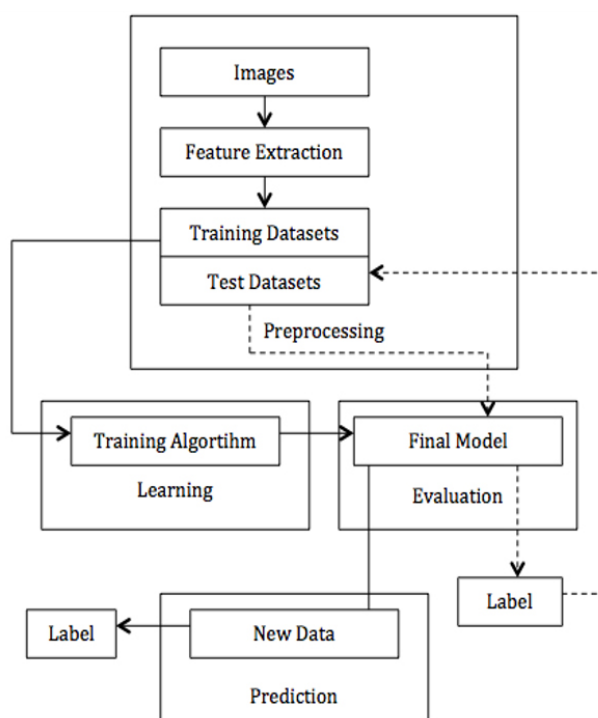 Images
Feature Extraction
Training Datasets
Test Datasets
Preprocessing
Training Algortihm
Learning
Final Model
Evaluation
Label
Label
New Data
Prediction